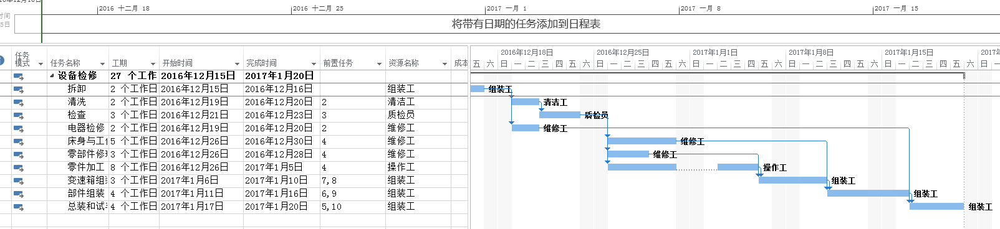 2016 十二月 18
2016 十二月 25
2017 一月 1
2017 一月 8
2017 一月 15
时间
5日
将带有日期的任务添加到日程表
任务模式 任务名称 工期 开始时间 完成时间 前置任务 资源名称 成本
2016年12月18日 2016年12月25日 2017年1月1日 2017年1月8日 2017年1月15日 2017年
五 六 日 一 二 三 四 五 六 日 一 二 三 四 五 六 日 一 二 三 四 五 六 日 一 二 三 四 五 六 日 一 二 三 四 五 六 日
设备检修 27 个工作 2016年12月15日 2017年1月20日
拆卸 2 个工作日 2016年12月15日 2016年12月16日 组装工 组装工
清洗 2 个工作日 2016年12月19日 2016年12月20日 2 清洁工 清洁工
检查 3 个工作日 2016年12月21日 2016年12月23日 3 质检员 质检员
电器检修 2 个工作日 2016年12月19日 2016年12月20日 2 维修工 维修工
床身与工 5 个工作日 2016年12月26日 2016年12月30日 4 维修工 维修工
零部件修 3 个工作日 2016年12月26日 2016年12月28日 4 维修工 维修工
零件加工 8 个工作日 2016年12月26日 2017年1月5日 4 操作工 操作工
变速箱组 3 个工作日 2017年1月6日 2017年1月10日 7,8 组装工 组装工
部件组装 4 个工作日 2017年1月11日 2017年1月16日 6,9 组装工 组装工
总装和试 4 个工作日 2017年1月17日 2017年1月20日 5,10 组装工 组装工